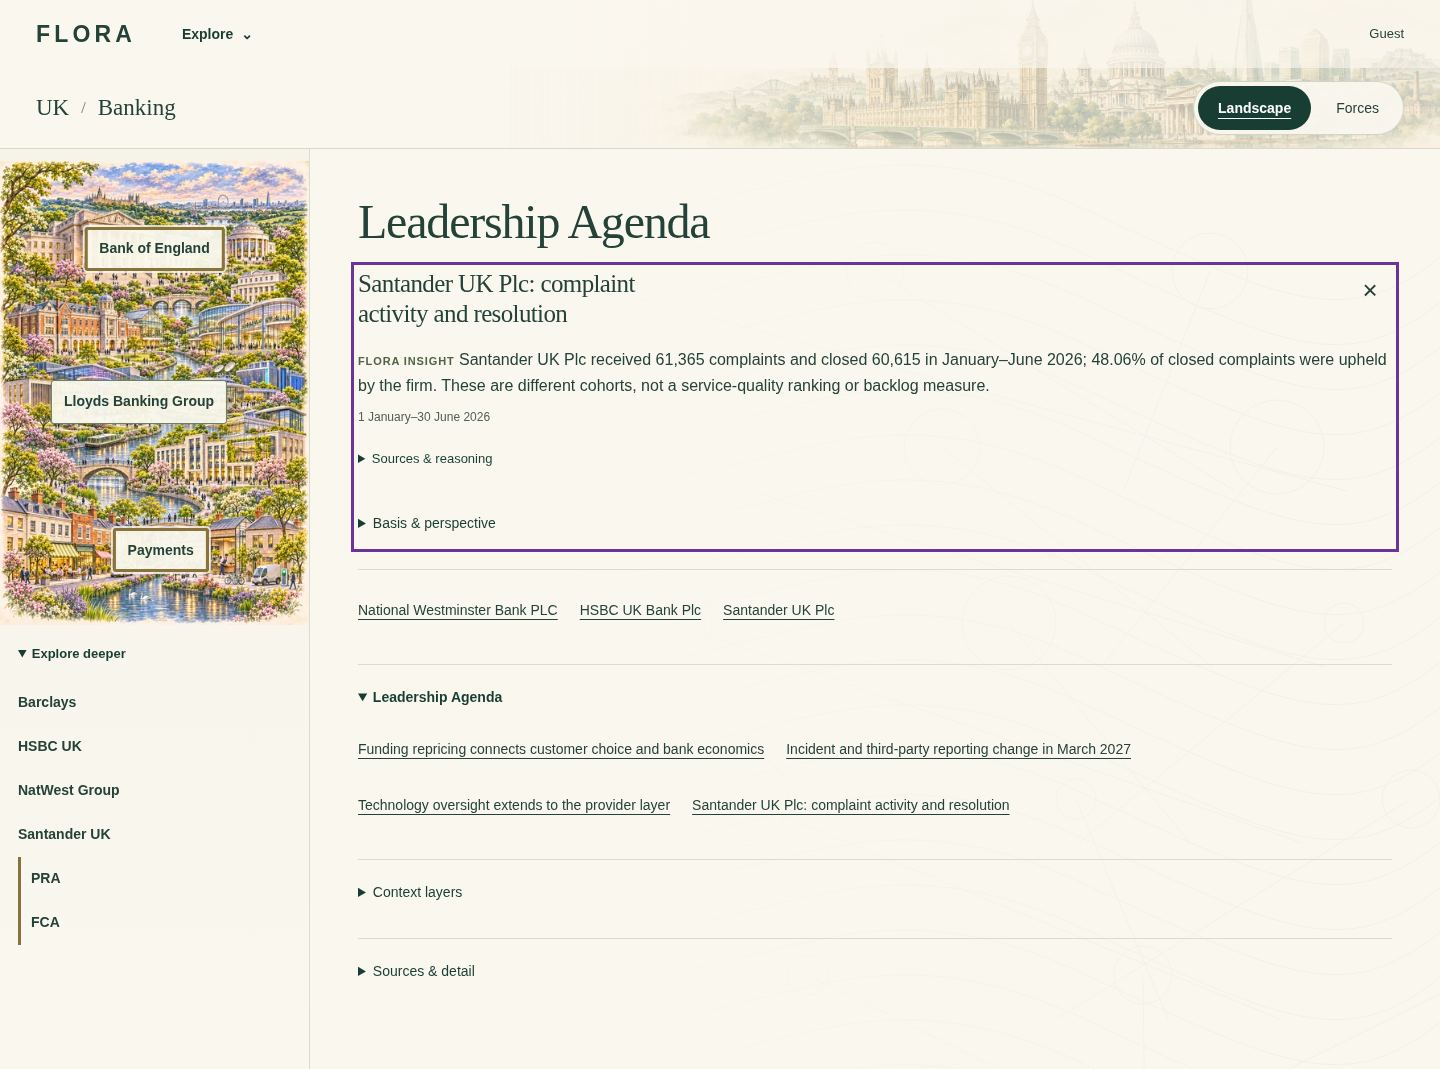 FLORA
Explore
Guest
UK / Banking
Landscape
Forces
Bank of England
Lloyds Banking Group
Payments
Explore deeper
Barclays
HSBC UK
NatWest Group
Santander UK
PRA
FCA
Leadership Agenda
Santander UK Plc: complaint
activity and resolution
✕
FLORA INSIGHT Santander UK Plc received 61,365 complaints and closed 60,615 in January–June 2026; 48.06% of closed complaints were upheld
by the firm. These are different cohorts, not a service-quality ranking or backlog measure.
1 January–30 June 2026
Sources & reasoning
Basis & perspective
National Westminster Bank PLC HSBC UK Bank Plc Santander UK Plc
Leadership Agenda
Funding repricing connects customer choice and bank economics Incident and third-party reporting change in March 2027
Technology oversight extends to the provider layer Santander UK Plc: complaint activity and resolution
Context layers
Sources & detail